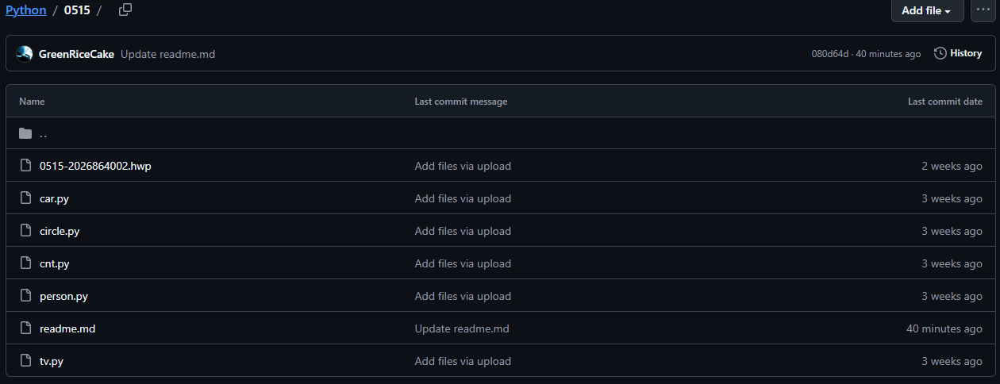 Python / 0515 /
Add file
GreenRiceCake Update readme.md 080d64d · 40 minutes ago History
Name Last commit message Last commit date
..
0515-2026864002.hwp Add files via upload 2 weeks ago
car.py Add files via upload 3 weeks ago
circle.py Add files via upload 3 weeks ago
cnt.py Add files via upload 3 weeks ago
person.py Add files via upload 3 weeks ago
readme.md Update readme.md 40 minutes ago
tv.py Add files via upload 3 weeks ago